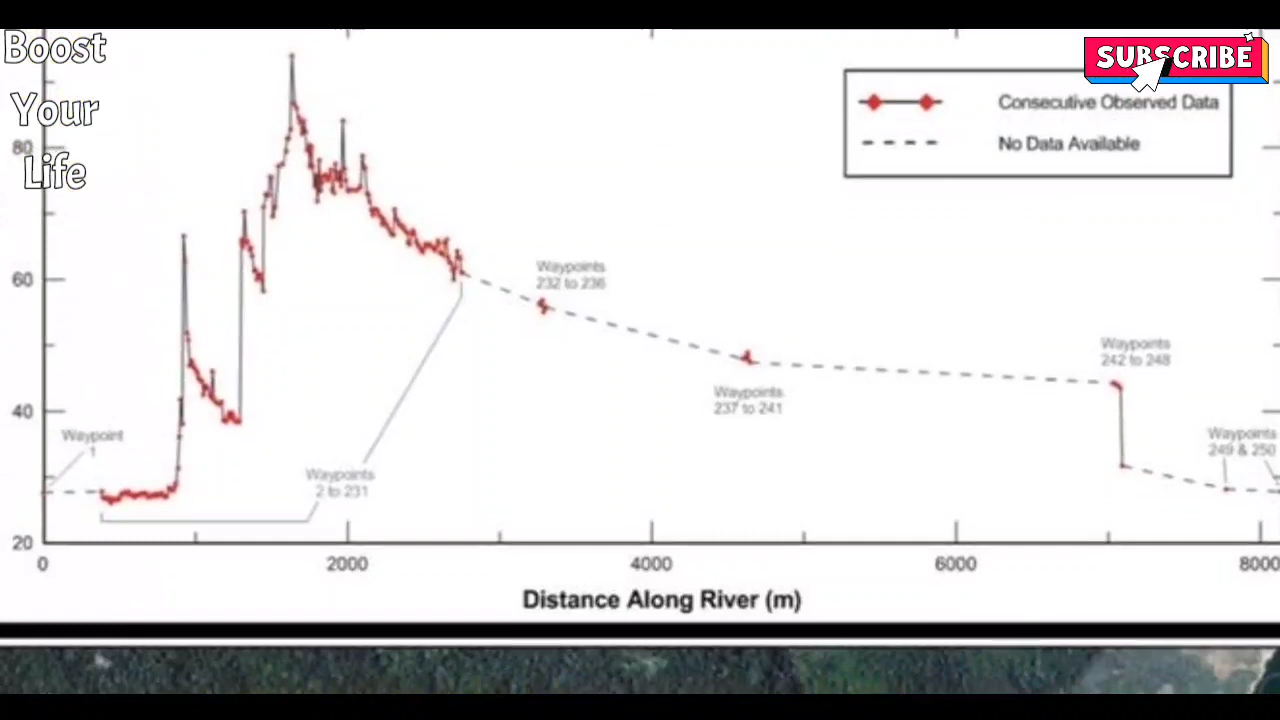 Boost
Your
Life
SUBSCRIBE
Consecutive Observed Data
No Data Available
80
60
40
20
Waypoint
1
Waypoints
2 to 231
Waypoints
232 to 236
Waypoints
237 to 241
Waypoints
242 to 248
Waypoints
249 & 250
0
2000
4000
6000
8000
Distance Along River (m)